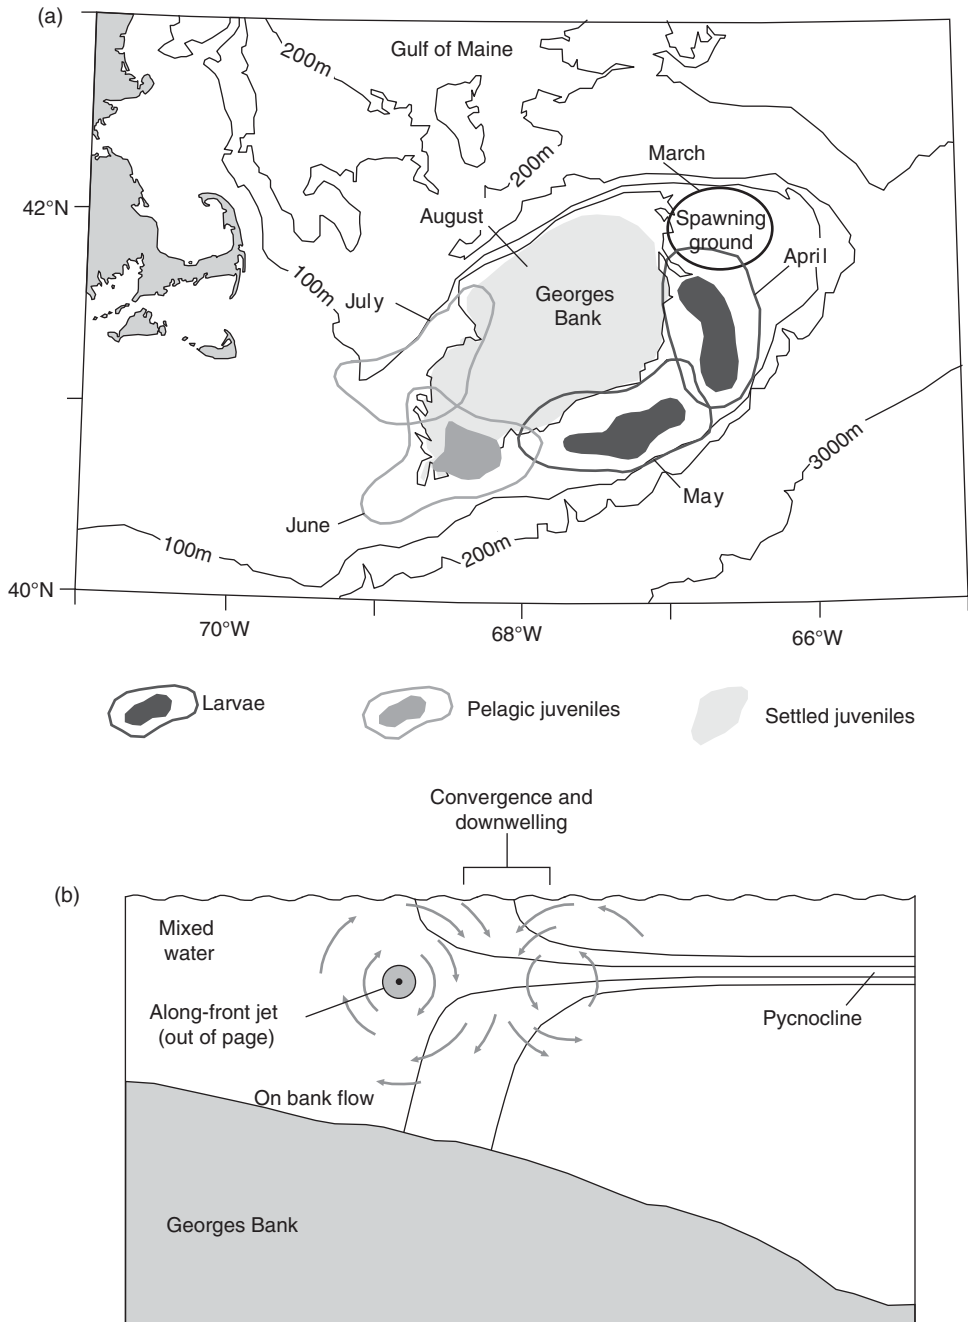 (a)
200m
Gulf of Maine
200m
March
42°N
August
Spawning
ground
April
100m
July
Georges
Bank
3000m
May
June
100m
200m
40°N
70°W
68°W
66°W
Larvae
Pelagic juveniles
Settled juveniles
Convergence and
downwelling
(b)
Mixed
water
Along-front jet
(out of page)
Pycnocline
On bank flow
Georges Bank